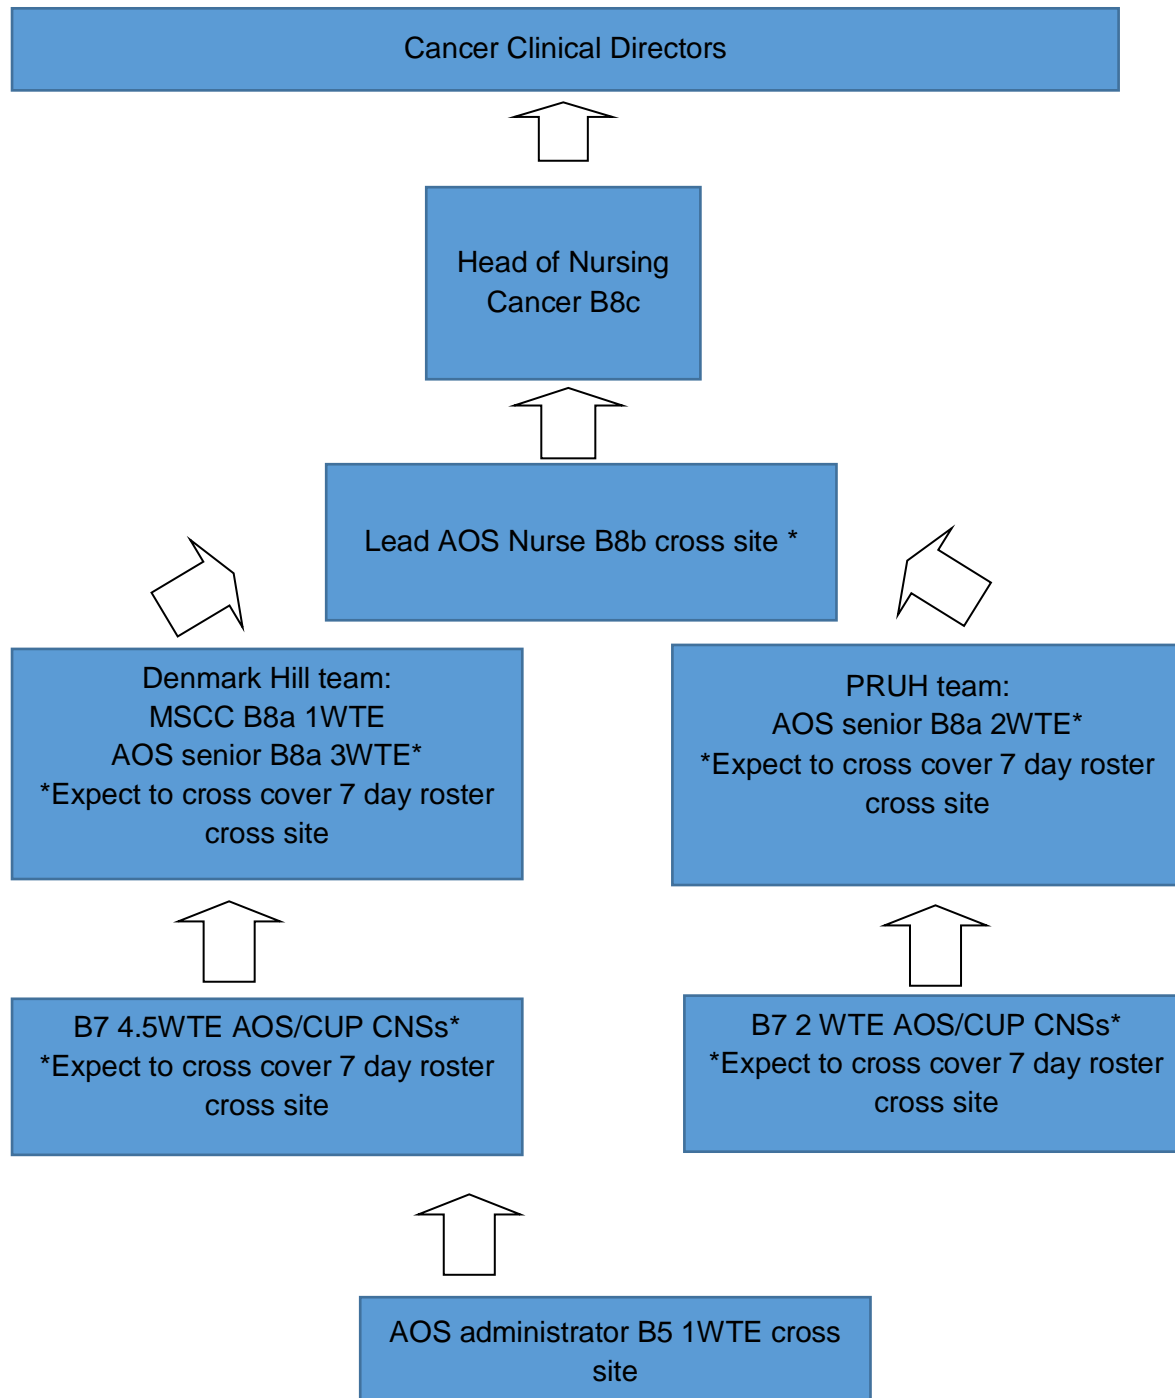 Cancer Clinical Directors
Head of Nursing
Cancer B8c
Lead AOS Nurse B8b cross site *
Denmark Hill team:
MSCC B8a 1WTE
AOS senior B8a 3WTE*
*Expect to cross cover 7 day roster
cross site
PRUH team:
AOS senior B8a 2WTE*
*Expect to cross cover 7 day roster
cross site
B7 4.5WTE AOS/CUP CNSs*
*Expect to cross cover 7 day roster
cross site
B7 2 WTE AOS/CUP CNSs*
*Expect to cross cover 7 day roster
cross site
AOS administrator B5 1WTE cross
site